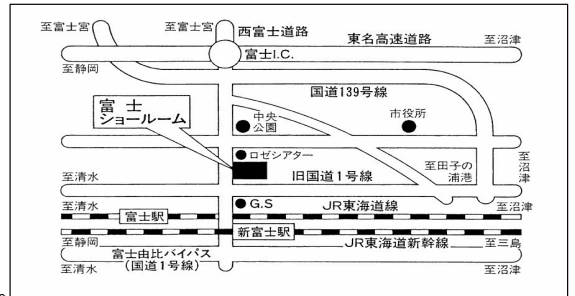 至富士宮
至富士宮
西富士道路
東名高速道路
至沼津
富士I.C.
至静岡
国道139号線
富士
ショールーム
中央
公園
市役所
ロゼシアター
至田子の
浦港
至沼津
至清水
旧国道1号線
至清水
G.S
JR東海道線
至沼津
富士駅
新富士駅
至静岡
JR東海道新幹線
至三島
富士由比バイパス
(国道1号線)
至清水
至沼津